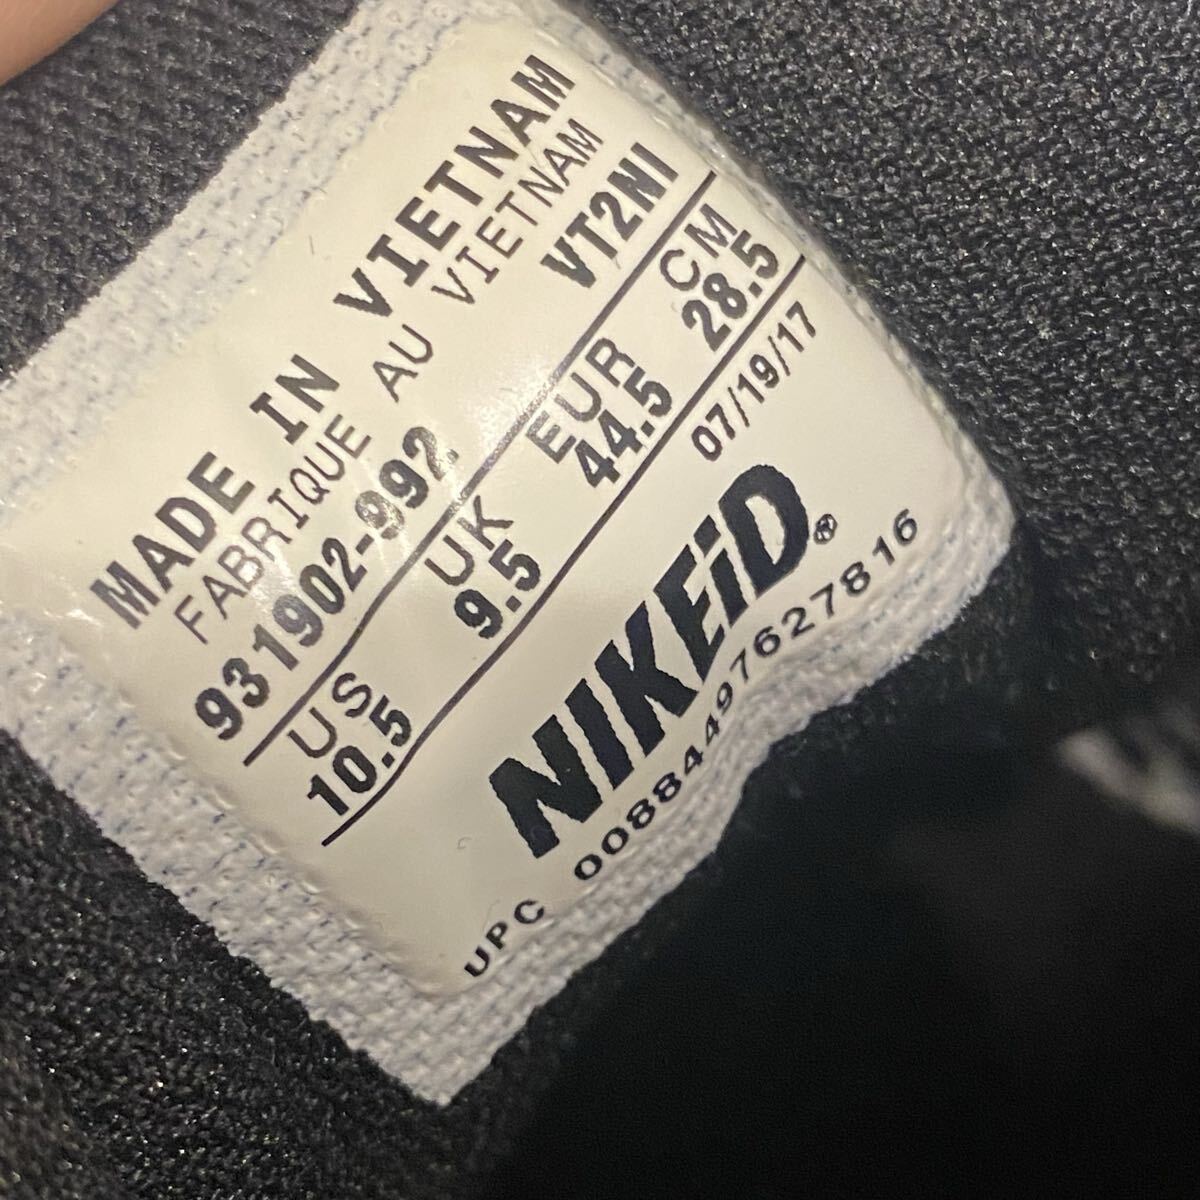 MADE IN VIETNAM
FABRIQUE AU VIETNAM
931902-992 VT2NI
US UK EUR CM
10.5 9.5 44.5 28.5
07/19/17
NIKEiD®
UPC 00884497627816